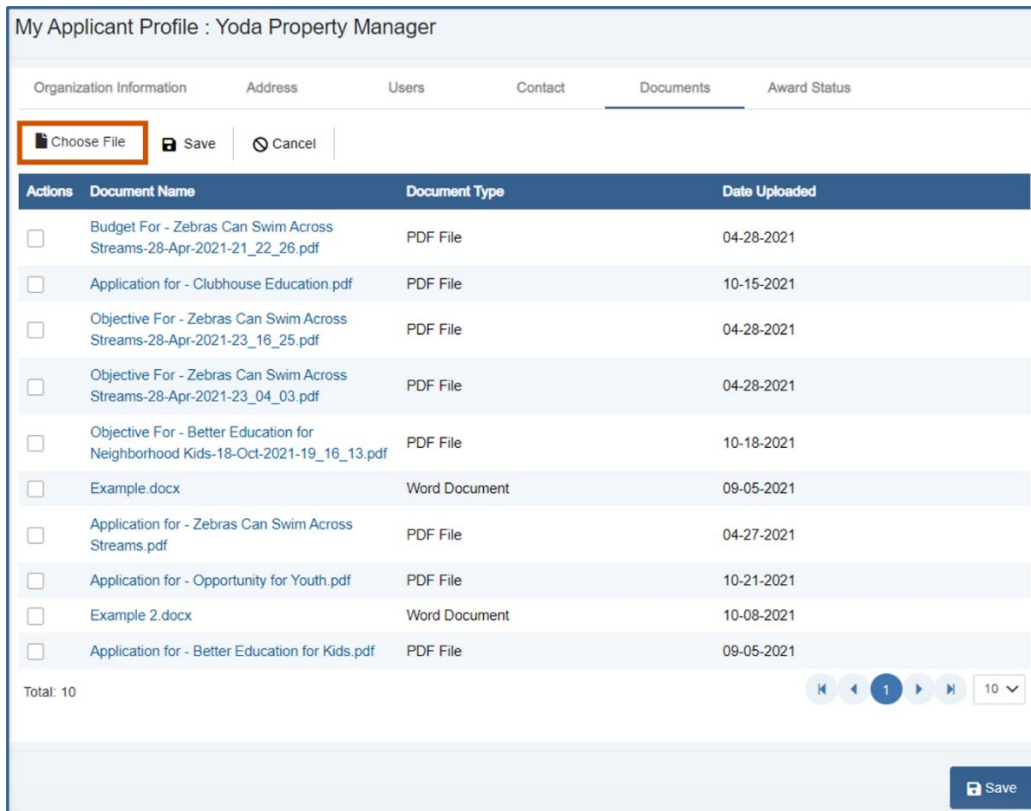 My Applicant Profile : Yoda Property Manager
Organization Information Address Users Contact Documents Award Status
Choose File Save Cancel
Actions Document Name Document Type Date Uploaded
Budget For - Zebras Can Swim Across
Streams-28-Apr-2021-21_22_26.pdf PDF File 04-28-2021
Application for - Clubhouse Education.pdf PDF File 10-15-2021
Objective For - Zebras Can Swim Across
Streams-28-Apr-2021-23_16_25.pdf PDF File 04-28-2021
Objective For - Zebras Can Swim Across
Streams-28-Apr-2021-23_04_03.pdf PDF File 04-28-2021
Objective For - Better Education for
Neighborhood Kids-18-Oct-2021-19_16_13.pdf PDF File 10-18-2021
Example.docx Word Document 09-05-2021
Application for - Zebras Can Swim Across
Streams.pdf PDF File 04-27-2021
Application for - Opportunity for Youth.pdf PDF File 10-21-2021
Example 2.docx Word Document 10-08-2021
Application for - Better Education for Kids.pdf PDF File 09-05-2021
Total: 10 1 10
Save